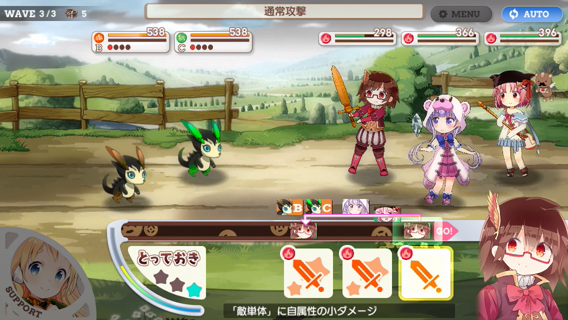 WAVE 3/3 5
通常攻撃
MENU
AUTO
538
B
538
C
298
366
396
B
C
GO!
とっておき
SUPPORT
「敵単体」に自属性の小ダメージ